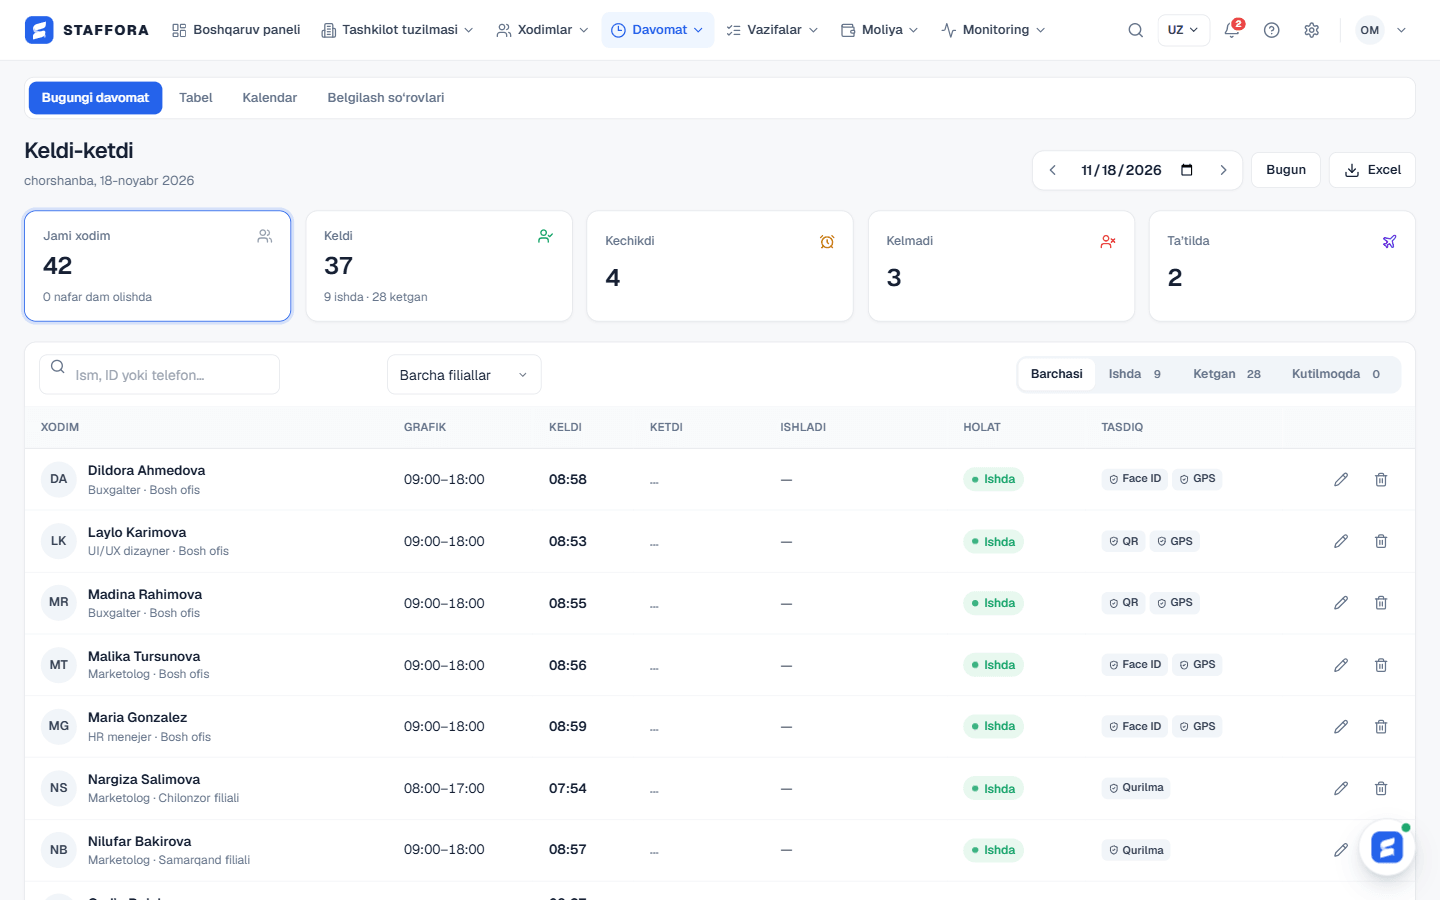 STAFFORA Boshqaruv paneli Tashkilot tuzilmasi Xodimlar Davomat Vazifalar Moliya Monitoring UZ 2 OM
Bugungi davomat Tabel Kalendar Belgilash so‘rovlari
Keldi-ketdi
chorshanba, 18-noyabr 2026
11/18/2026 Bugun Excel
Jami xodim
42
0 nafar dam olishda
Keldi
37
9 ishda · 28 ketgan
Kechikdi
4
Kelmadi
3
Ta’tilda
2
Ism, ID yoki telefon… Barcha filiallar Barchasi Ishda 9 Ketgan 28 Kutilmoqda 0
XODIM GRAFIK KELDI KETDI ISHLADI HOLAT TASDIQ
DA Dildora Ahmedova 09:00–18:00 08:58 ... — Ishda Face ID GPS
Buxgalter · Bosh ofis
LK Laylo Karimova 09:00–18:00 08:53 ... — Ishda QR GPS
UI/UX dizayner · Bosh ofis
MR Madina Rahimova 09:00–18:00 08:55 ... — Ishda QR GPS
Buxgalter · Bosh ofis
MT Malika Tursunova 09:00–18:00 08:56 ... — Ishda Face ID GPS
Marketolog · Bosh ofis
MG Maria Gonzalez 09:00–18:00 08:59 ... — Ishda Face ID GPS
HR menejer · Bosh ofis
NS Nargiza Salimova 08:00–17:00 07:54 ... — Ishda Qurilma
Marketolog · Chilonzor filiali
NB Nilufar Bakirova 09:00–18:00 08:57 ... — Ishda Qurilma
Marketolog · Samarqand filiali